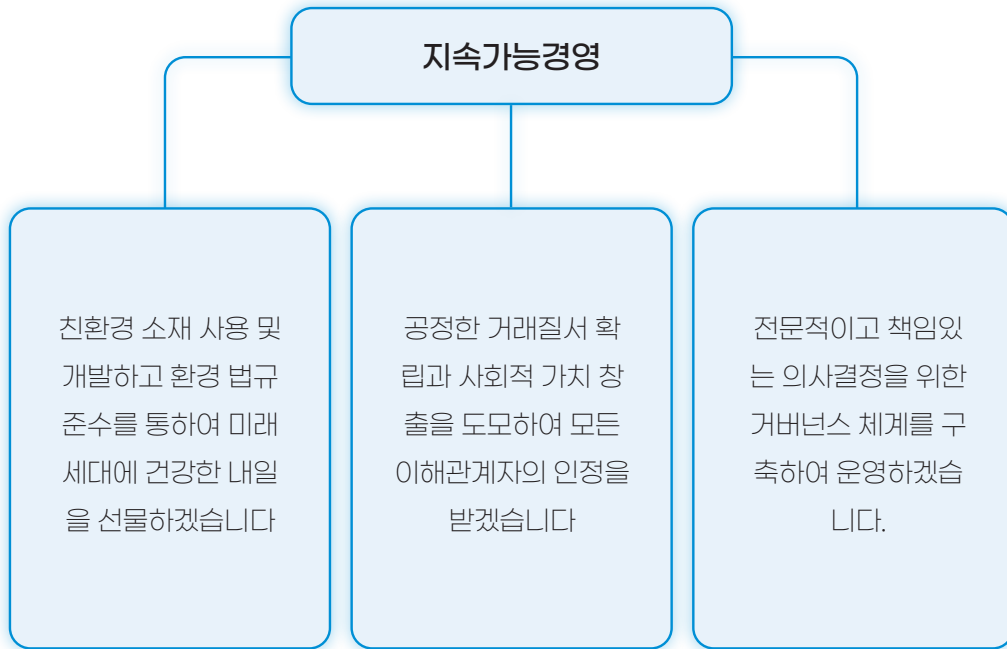 지속가능경영
친환경 소재 사용 및
개발하고 환경 법규
준수를 통하여 미래
세대에 건강한 내일
을 선물하겠습니다
공정한 거래질서 확
립과 사회적 가치 창
출을 도모하여 모든
이해관계자의 인정을
받겠습니다
전문적이고 책임있
는 의사결정을 위한
거버넌스 체계를 구
축하여 운영하겠습
니다.